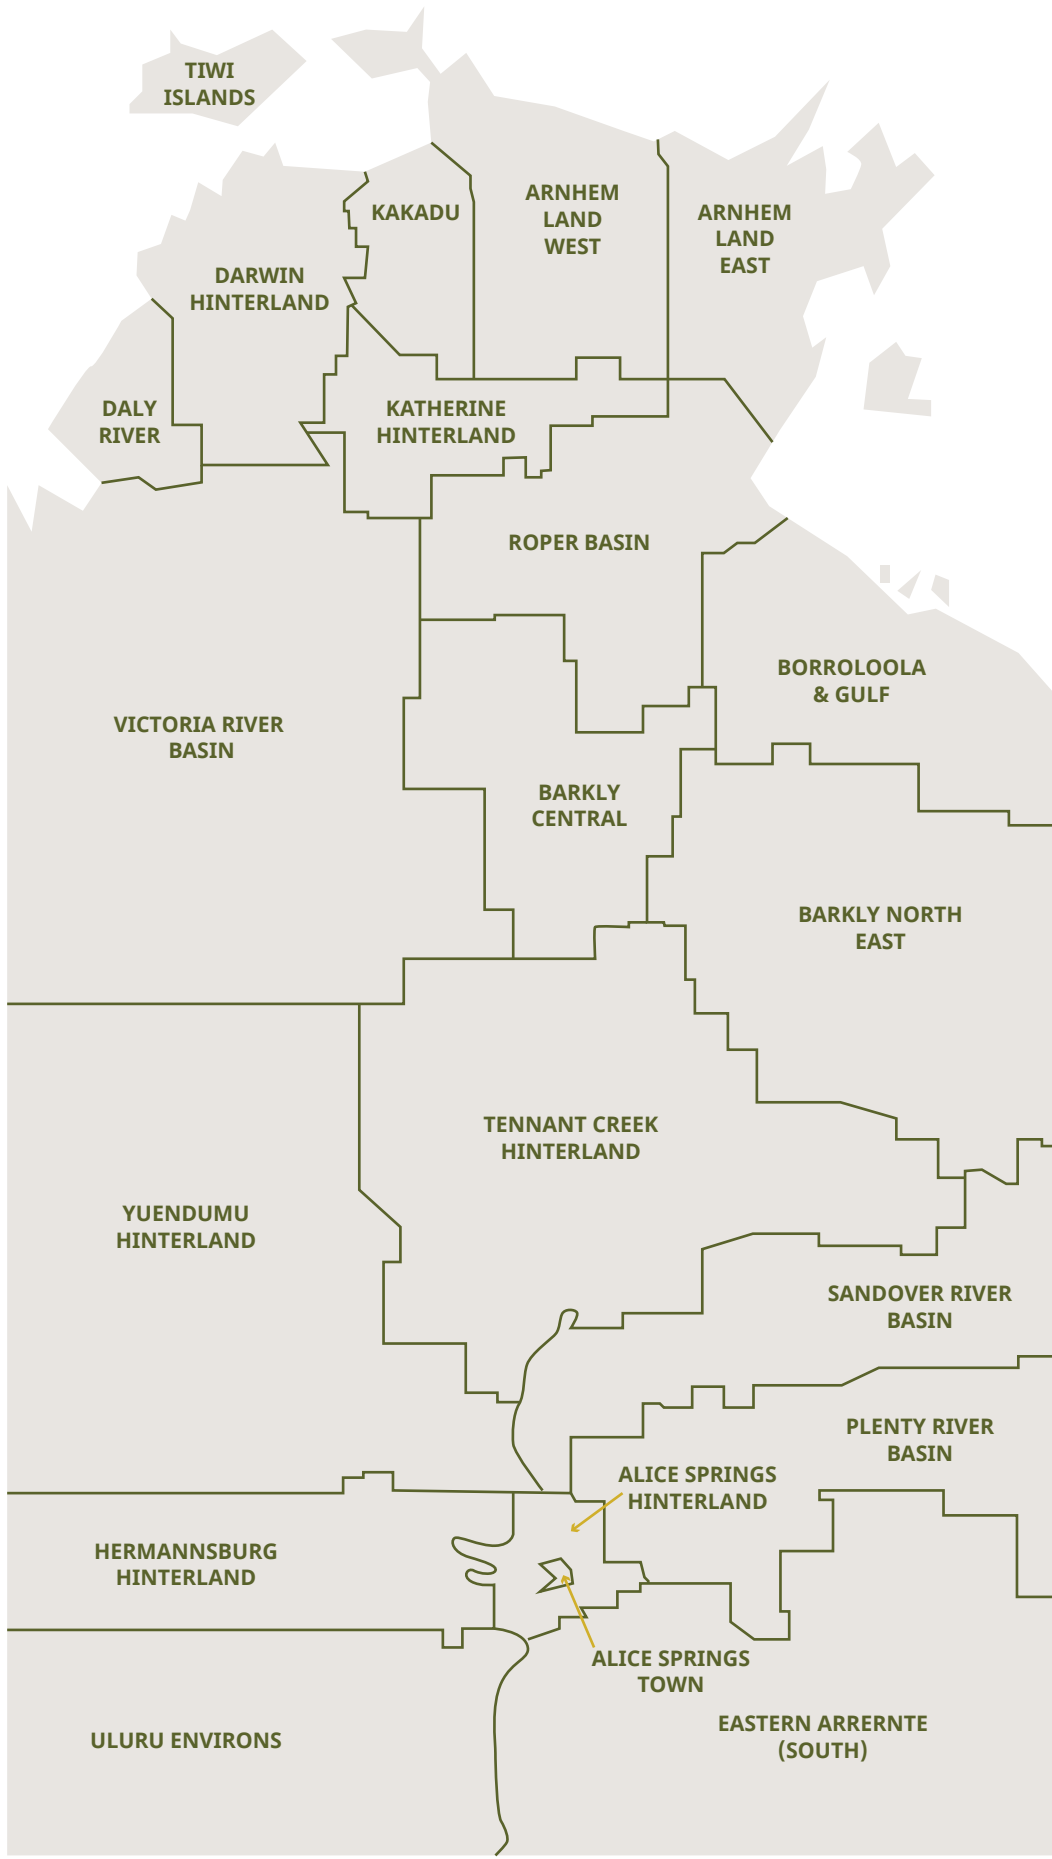 TIWI
ISLANDS
KAKADU
ARNHEM
LAND
WEST
ARNHEM
LAND
EAST
DARWIN
HINTERLAND
DALY
RIVER
KATHERINE
HINTERLAND
ROPER BASIN
BORROLOOLA
& GULF
VICTORIA RIVER
BASIN
BARKLY
CENTRAL
BARKLY NORTH
EAST
TENNANT CREEK
HINTERLAND
YUENDUMU
HINTERLAND
SANDOVER RIVER
BASIN
PLENTY RIVER
BASIN
ALICE SPRINGS
HINTERLAND
HERMANNSBURG
HINTERLAND
ALICE SPRINGS
TOWN
EASTERN ARRERNTE
(SOUTH)
ULURU ENVIRONS